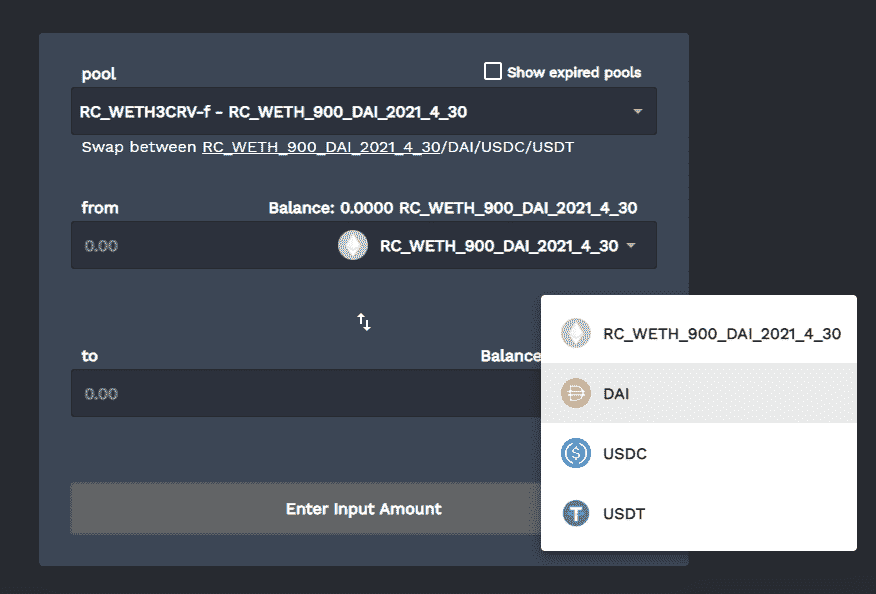 pool
Show expired pools
RC_WETH3CRV-f - RC_WETH_900_DAI_2021_4_30
Swap between RC_WETH_900_DAI_2021_4_30/DAI/USDC/USDT
from
Balance: 0.0000 RC_WETH_900_DAI_2021_4_30
0.00
RC_WETH_900_DAI_2021_4_30
to
Balance
0.00
Enter Input Amount
RC_WETH_900_DAI_2021_4_30
DAI
USDC
USDT